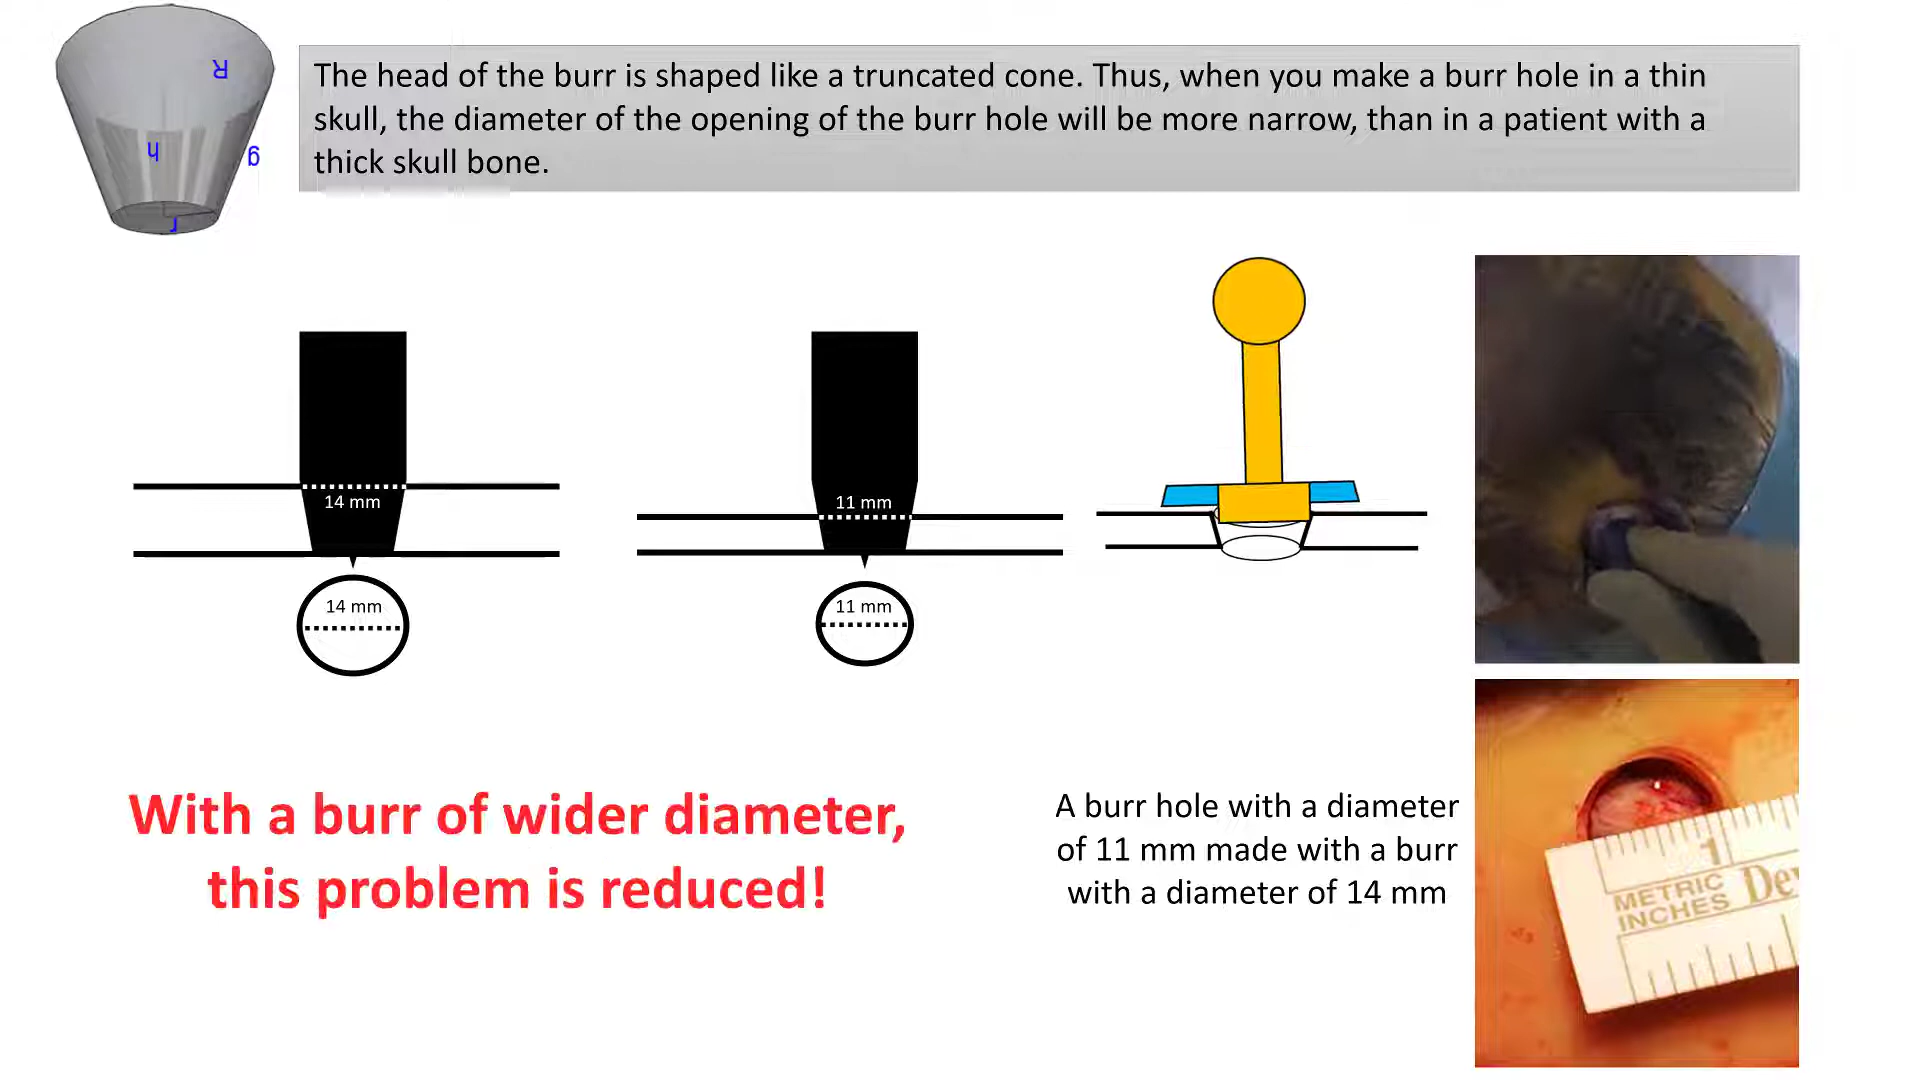 R
h
g
r
The head of the burr is shaped like a truncated cone. Thus, when you make a burr hole in a thin
skull, the diameter of the opening of the burr hole will be more narrow, than in a patient with a
thick skull bone.
14 mm
11 mm
14 mm
11 mm
With a burr of wider diameter,
this problem is reduced!
A burr hole with a diameter
of 11 mm made with a burr
with a diameter of 14 mm
1
METRIC
INCHES